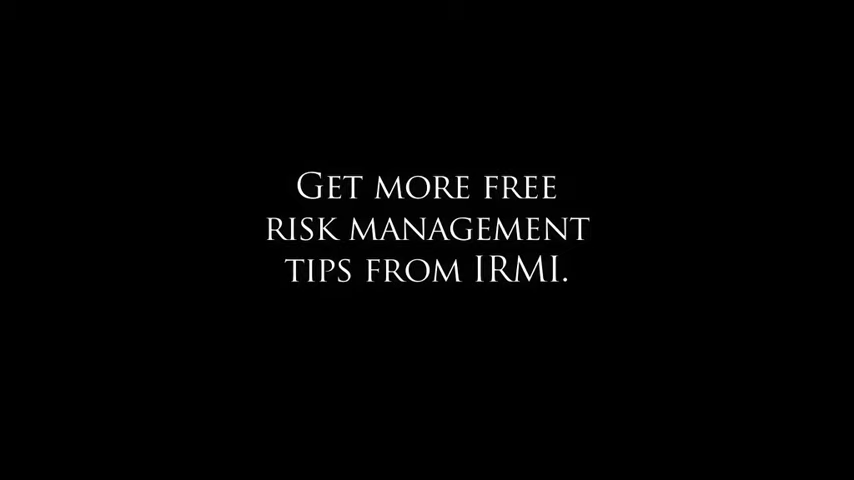 Get more free
risk management
tips from IRMI.